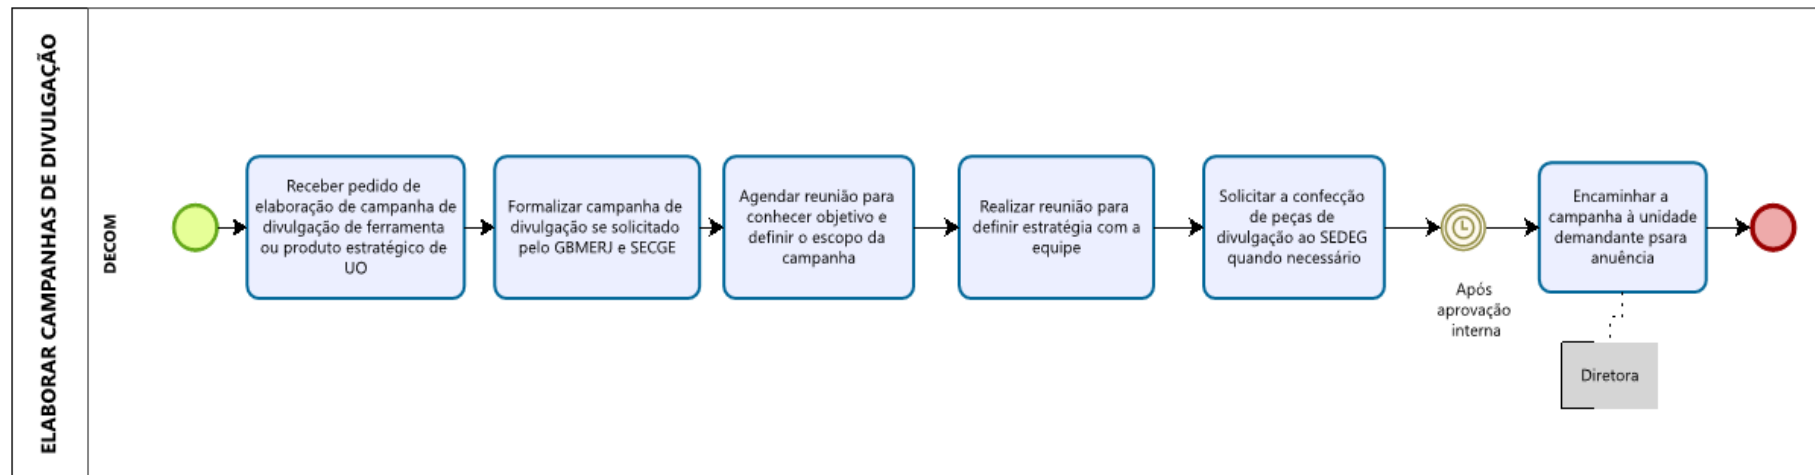 ELABORAR CAMPANHAS DE DIVULGAÇÃO
DECOM
Receber pedido de
elaboração de campanha de
divulgação de ferramenta
ou produto estratégico de
UO
Formalizar campanha de
divulgação se solicitado
pelo GBMERJ e SECGE
Agendar reunião para
conhecer objetivo e
definir o escopo da
campanha
Realizar reunião para
definir estratégia com a
equipe
Solicitar a confecção
de peças de
divulgação ao SEDEG
quando necessário
Após
aprovação
interna
Encaminhar a
campanha à unidade
demandante psara
anuência
Diretora